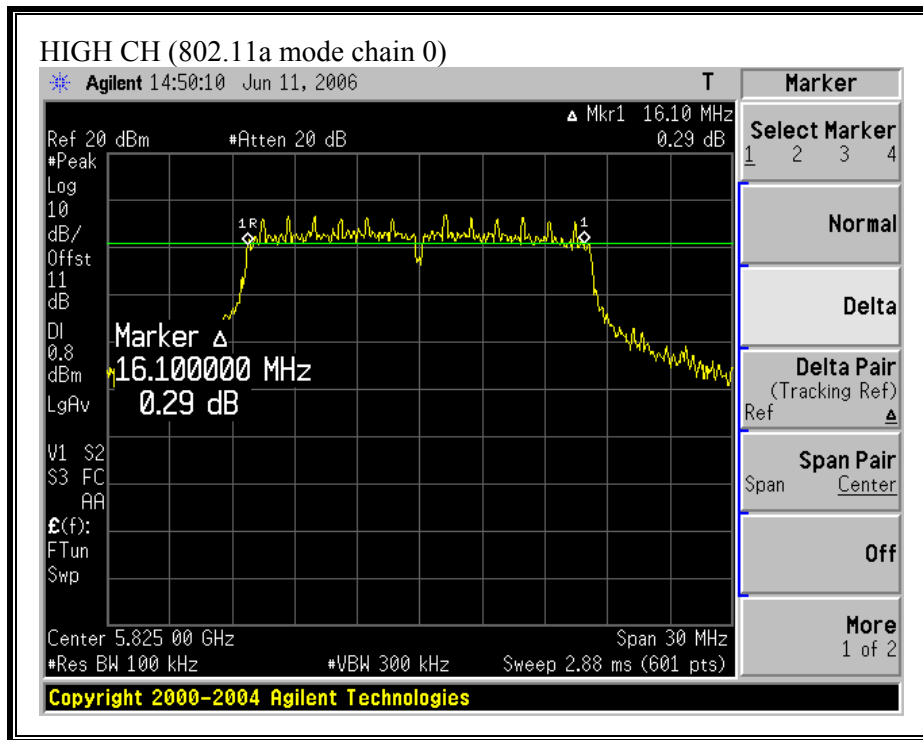 HIGH CH (802.11a mode chain 0)
Agilent 14:50:10 Jun 11, 2006 T
Marker
Δ Mkr1 16.10 MHz
Ref 20 dBm #Atten 20 dB 0.29 dB
Select Marker
1 2 3 4
#Peak
Log
10
dB/
Offst
11
dB
DI
0.8
dBm
LgAv
1R
1
Marker Δ
16.100000 MHz
0.29 dB
V1 S2
S3 FC
AA
£(f):
FTun
Swp
Normal
Delta
Delta Pair
(Tracking Ref)
Ref Δ
Span Pair
Span Center
Off
More
1 of 2
Center 5.825 00 GHz Span 30 MHz
#Res BW 100 kHz #VBW 300 kHz Sweep 2.88 ms (601 pts)
Copyright 2000-2004 Agilent Technologies